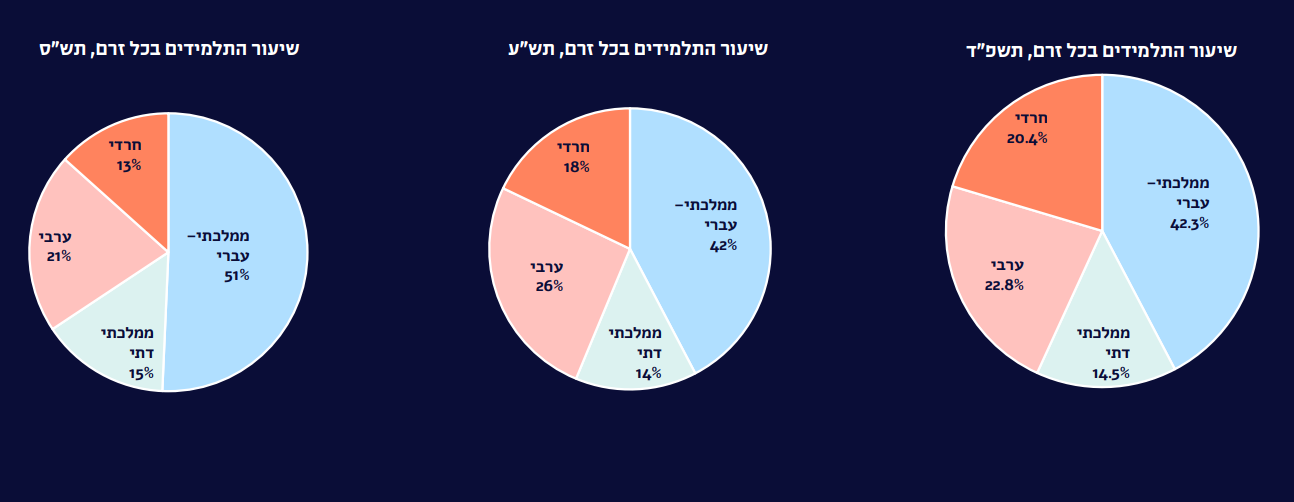 שיעור התלמידים בכל זרם, תשפ"ד
חרדי
20.4%
ממלכתי–
עברי
42.3%
ערבי
22.8%
ממלכתי
דתי
14.5%
שיעור התלמידים בכל זרם, תש"ע
חרדי
18%
ממלכתי–
עברי
42%
ערבי
26%
ממלכתי
דתי
14%
שיעור התלמידים בכל זרם, תש"ס
חרדי
13%
ממלכתי–
עברי
51%
ערבי
21%
ממלכתי
דתי
15%